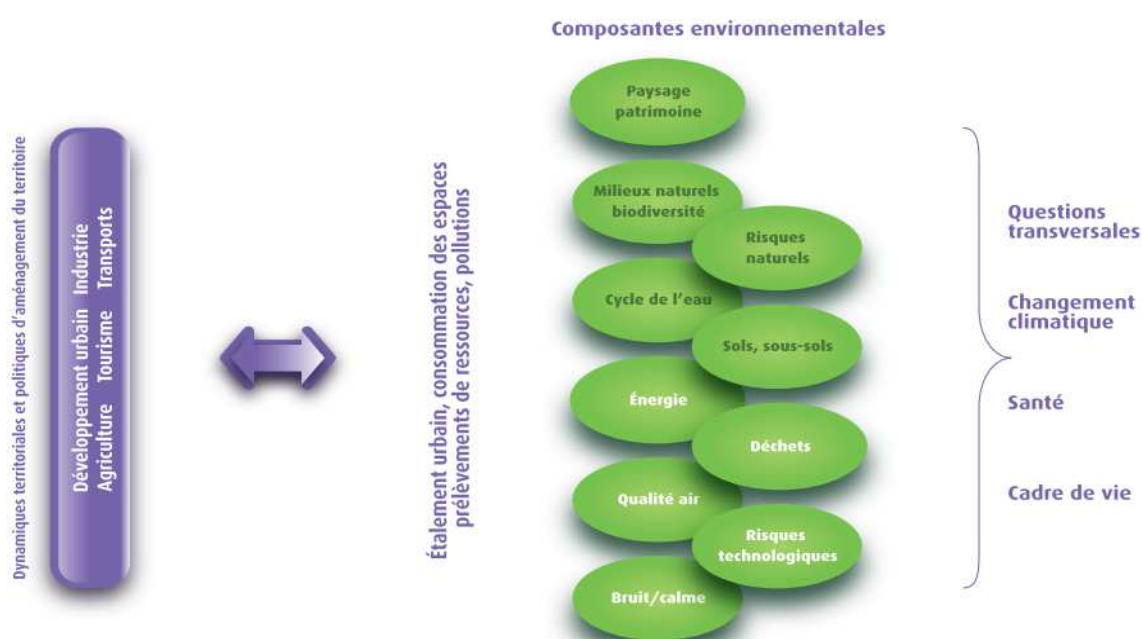 Composantes environnementales
Dynamiques territoriales et politiques d'aménagement du territoire
Développement urbain Industrie
Agriculture Tourisme Transports
Étalement urbain, consommation des espaces
prélèvements de ressources, pollutions
Paysage
patrimoine
Milieux naturels
biodiversité
Risques
naturels
Cycle de l'eau
Sols, sous-sols
Énergie
Déchets
Qualité air
Risques
technologiques
Bruit/calme
Questions
transversales
Changement
climatique
Santé
Cadre de vie